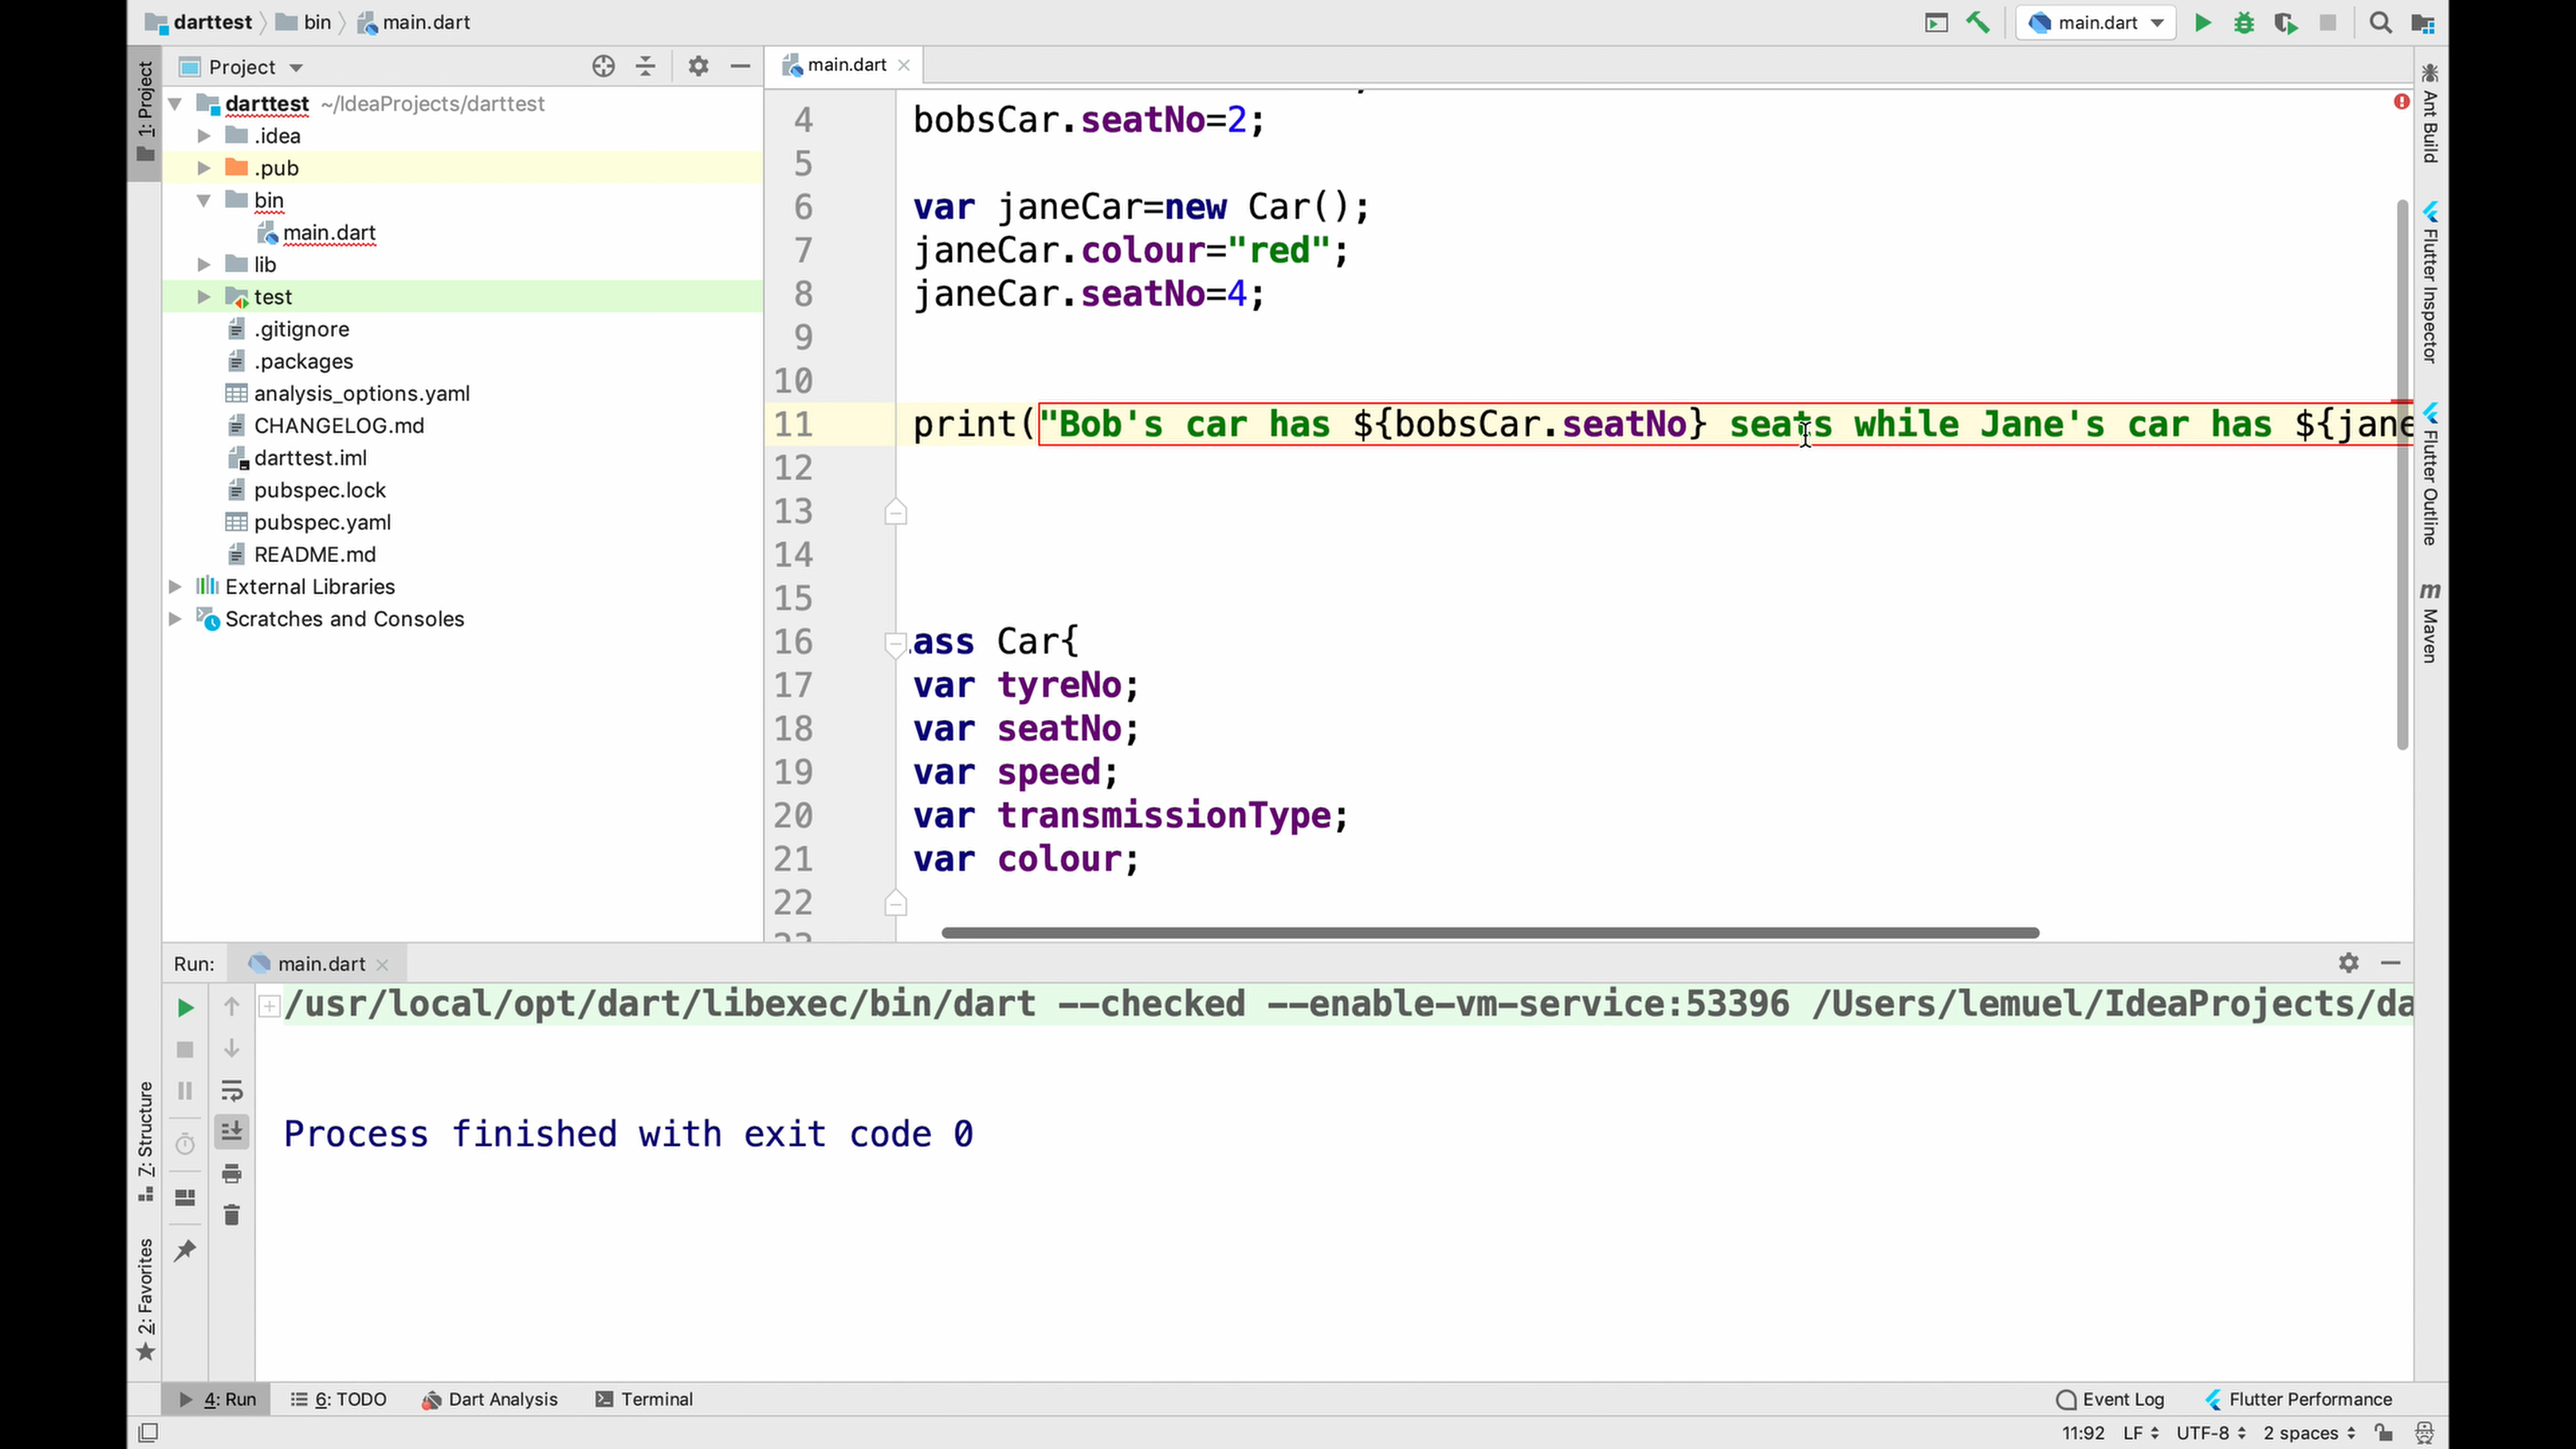 darttest bin main.dart
main.dart
1: Project
Project
main.dart
darttest ~/IdeaProjects/darttest
.idea
.pub
bin
main.dart
lib
test
.gitignore
.packages
analysis_options.yaml
CHANGELOG.md
darttest.iml
pubspec.lock
pubspec.yaml
README.md
External Libraries
Scratches and Consoles
4 bobsCar.seatNo=2;
5
6 var janeCar=new Car();
7 janeCar.colour="red";
8 janeCar.seatNo=4;
9
10
11 print("Bob's car has ${bobsCar.seatNo} seats while Jane's car has ${jane
12
13
14
15
16 ass Car{
17 var tyreNo;
18 var seatNo;
19 var speed;
20 var transmissionType;
21 var colour;
22
Ant Build
Flutter Inspector
Flutter Outline
m Maven
Run: main.dart
/usr/local/opt/dart/libexec/bin/dart --checked --enable-vm-service:53396 /Users/lemuel/IdeaProjects/da
Process finished with exit code 0
7: Structure
2: Favorites
4: Run 6: TODO Dart Analysis Terminal Event Log Flutter Performance
11:92 LF UTF-8 2 spaces